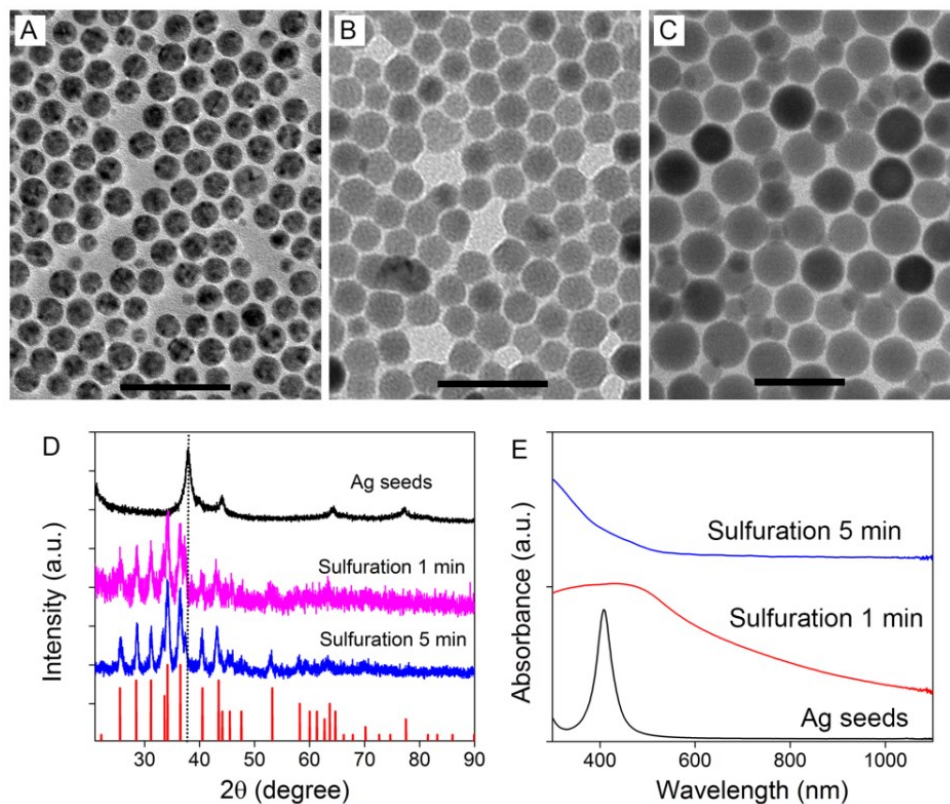 A
B
C
D
Ag seeds
Sulfuration 1 min
Sulfuration 5 min
Intensity (a.u.)
30 40 50 60 70 80 90
2θ (degree)
E
Sulfuration 5 min
Sulfuration 1 min
Ag seeds
Absorbance (a.u.)
400 600 800 1000
Wavelength (nm)